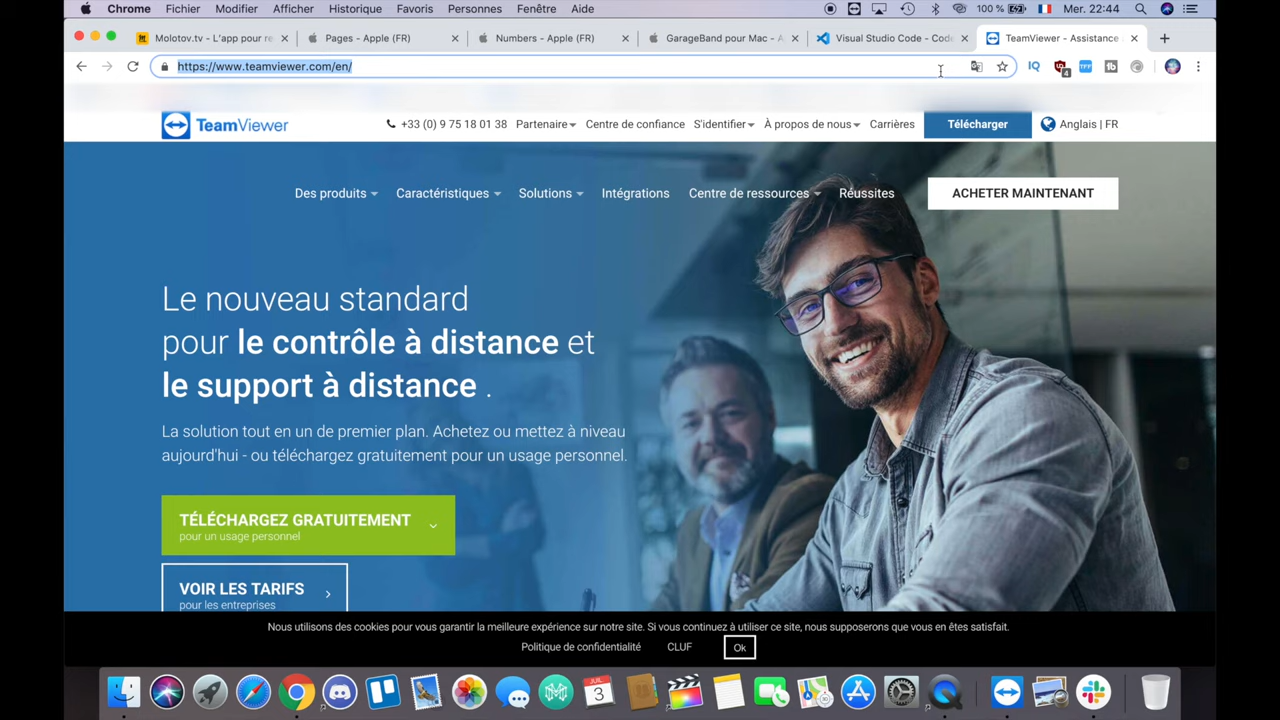 Chrome Fichier Modifier Afficher Historique Favoris Personnes Fenêtre Aide 100 % Mer. 22:44
Molotov.tv - L'app pour re
Pages - Apple (FR)
Numbers - Apple (FR)
GarageBand pour Mac - A
Visual Studio Code - Code
TeamViewer - Assistance
https://www.teamviewer.com/en/
IQ
4
TFF
tb
TeamViewer
+33 (0) 9 75 18 01 38 Partenaire Centre de confiance S'identifier À propos de nous Carrières Télécharger Anglais | FR
Des produits Caractéristiques Solutions Intégrations Centre de ressources Réussites ACHETER MAINTENANT
Le nouveau standard
pour le contrôle à distance et
le support à distance .
La solution tout en un de premier plan. Achetez ou mettez à niveau
aujourd'hui - ou téléchargez gratuitement pour un usage personnel.
TÉLÉCHARGEZ GRATUITEMENT
pour un usage personnel
VOIR LES TARIFS
pour les entreprises
Nous utilisons des cookies pour vous garantir la meilleure expérience sur notre site. Si vous continuez à utiliser ce site, nous supposerons que vous en êtes satisfait.
Politique de confidentialité CLUF Ok
JUL
3